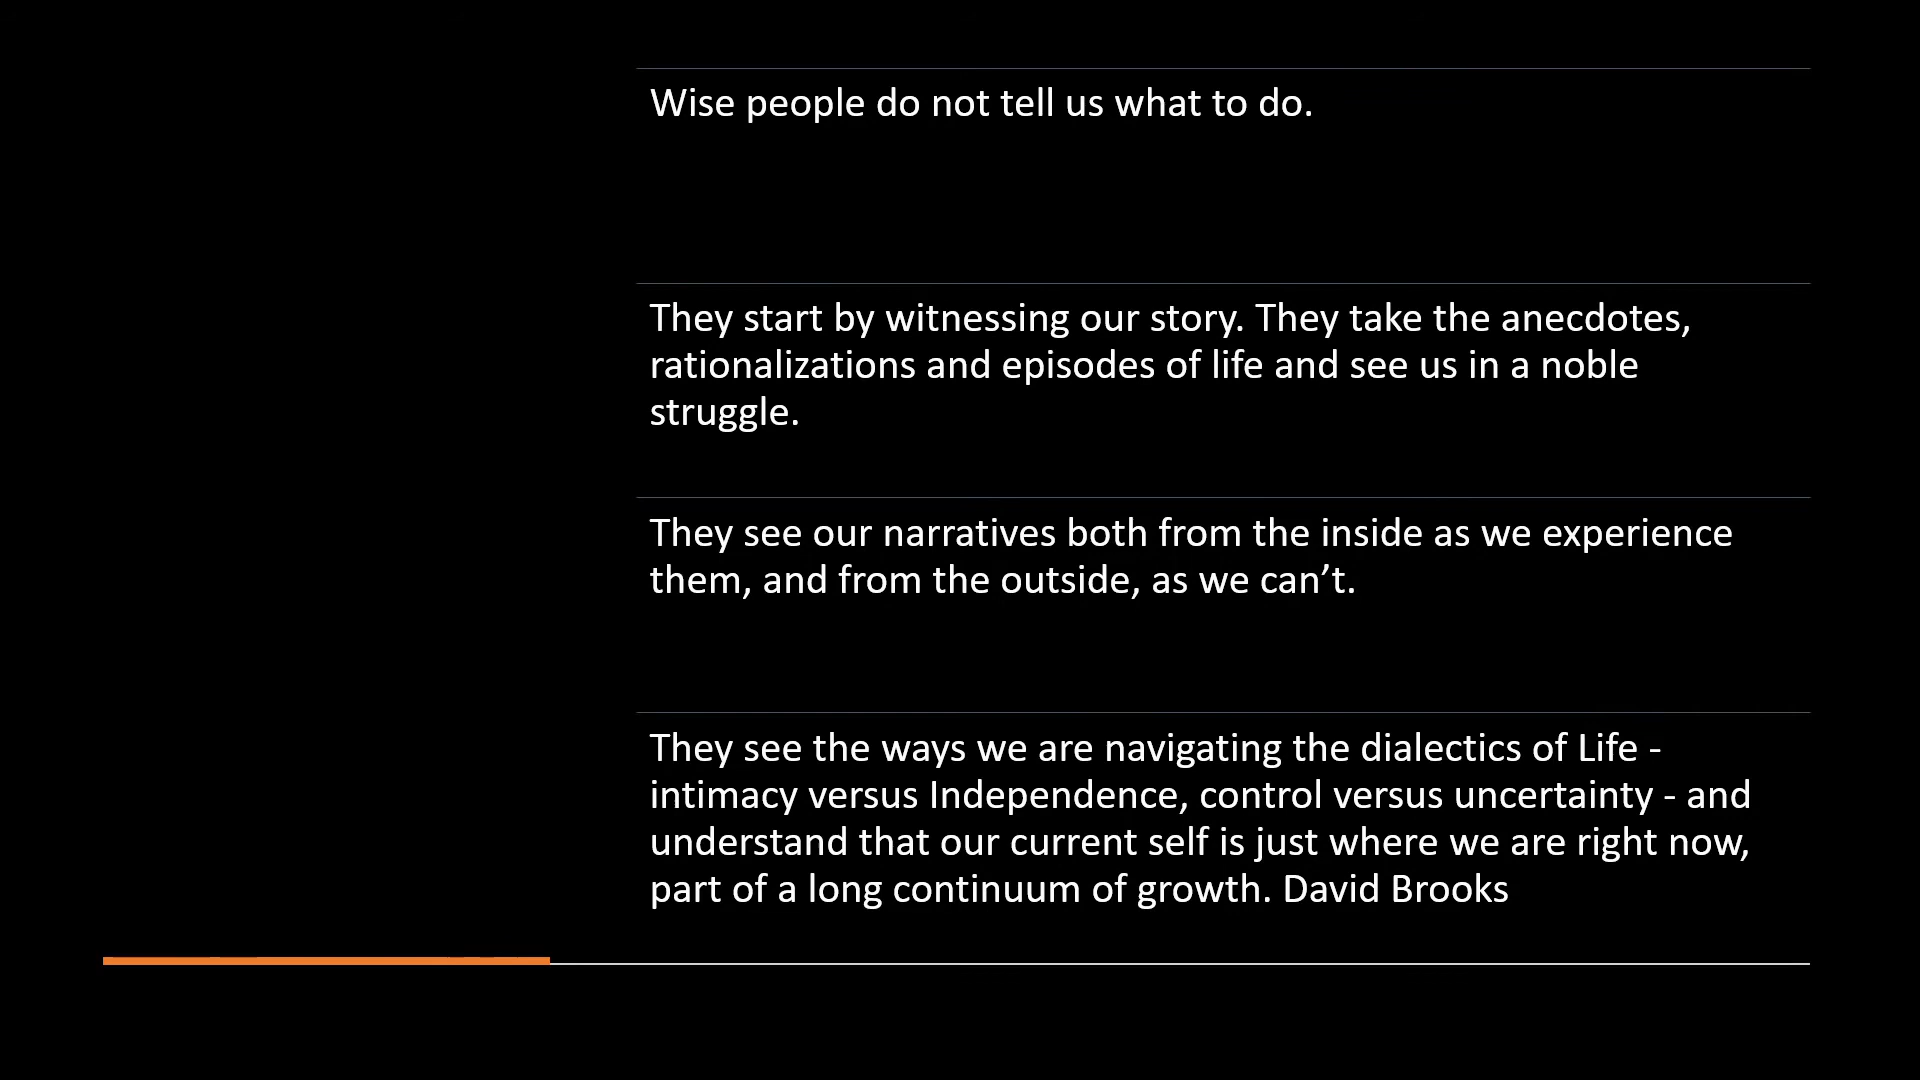 Wise people do not tell us what to do.
They start by witnessing our story. They take the anecdotes,
rationalizations and episodes of life and see us in a noble
struggle.
They see our narratives both from the inside as we experience
them, and from the outside, as we can’t.
They see the ways we are navigating the dialectics of Life -
intimacy versus Independence, control versus uncertainty - and
understand that our current self is just where we are right now,
part of a long continuum of growth. David Brooks